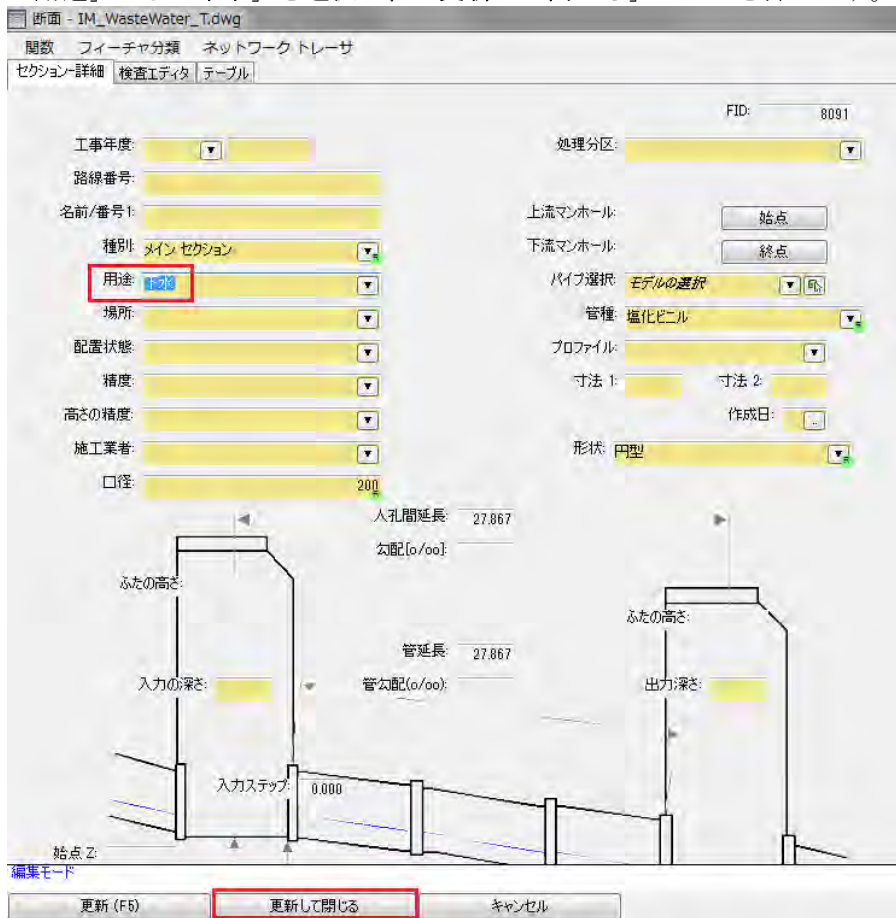 断面 - IM_WasteWater_T.dwg
関数 フィーチャ分類 ネットワーク トレーサ
セクション-詳細 検査エディタ テーブル
FID: 8091
工事年度:
処理分区:
路線番号:
名前/番号1:
上流マンホール: 始点
種別: メイン セクション
下流マンホール: 終点
用途: 下水
パイプ選択: モデルの選択
場所:
管種: 塩化ビニル
配置状態:
プロファイル:
精度:
寸法 1: 寸法 2:
高さの精度:
作成日: ..
施工業者:
形状: 円型
口径: 200
人孔間延長: 27.867
勾配[o/oo]:
ふたの高さ:
ふたの高さ:
管延長: 27.867
入力の深さ:
管勾配(o/oo):
出力深さ:
入力ステップ: 0.000
始点 Z:
編集モード
更新 (F5) 更新して閉じる キャンセル